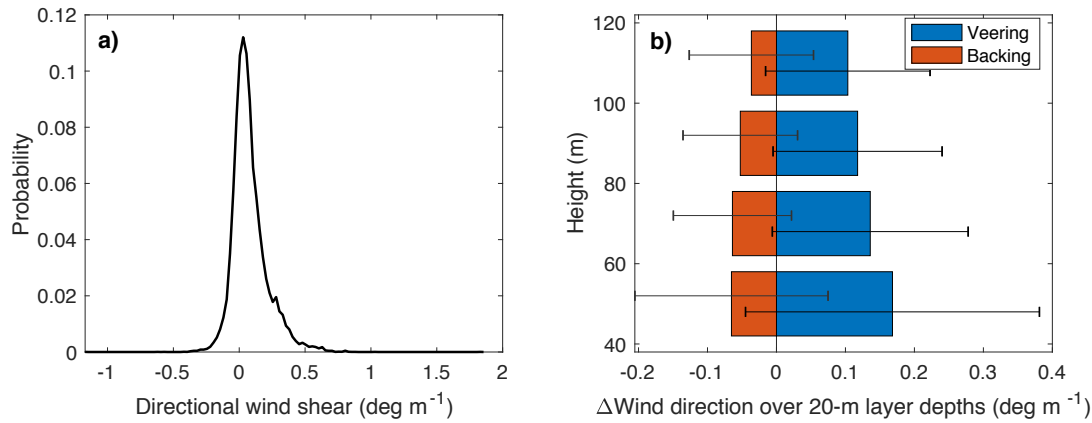 a)
0.12
0.1
0.08
0.06
0.04
0.02
0
-1 -0.5 0 0.5 1 1.5 2
Probability
Directional wind shear (deg m⁻¹)
b)
Veering
Backing
120
100
80
60
40
-0.2 -0.1 0 0.1 0.2 0.3 0.4
Height (m)
ΔWind direction over 20-m layer depths (deg m⁻¹)